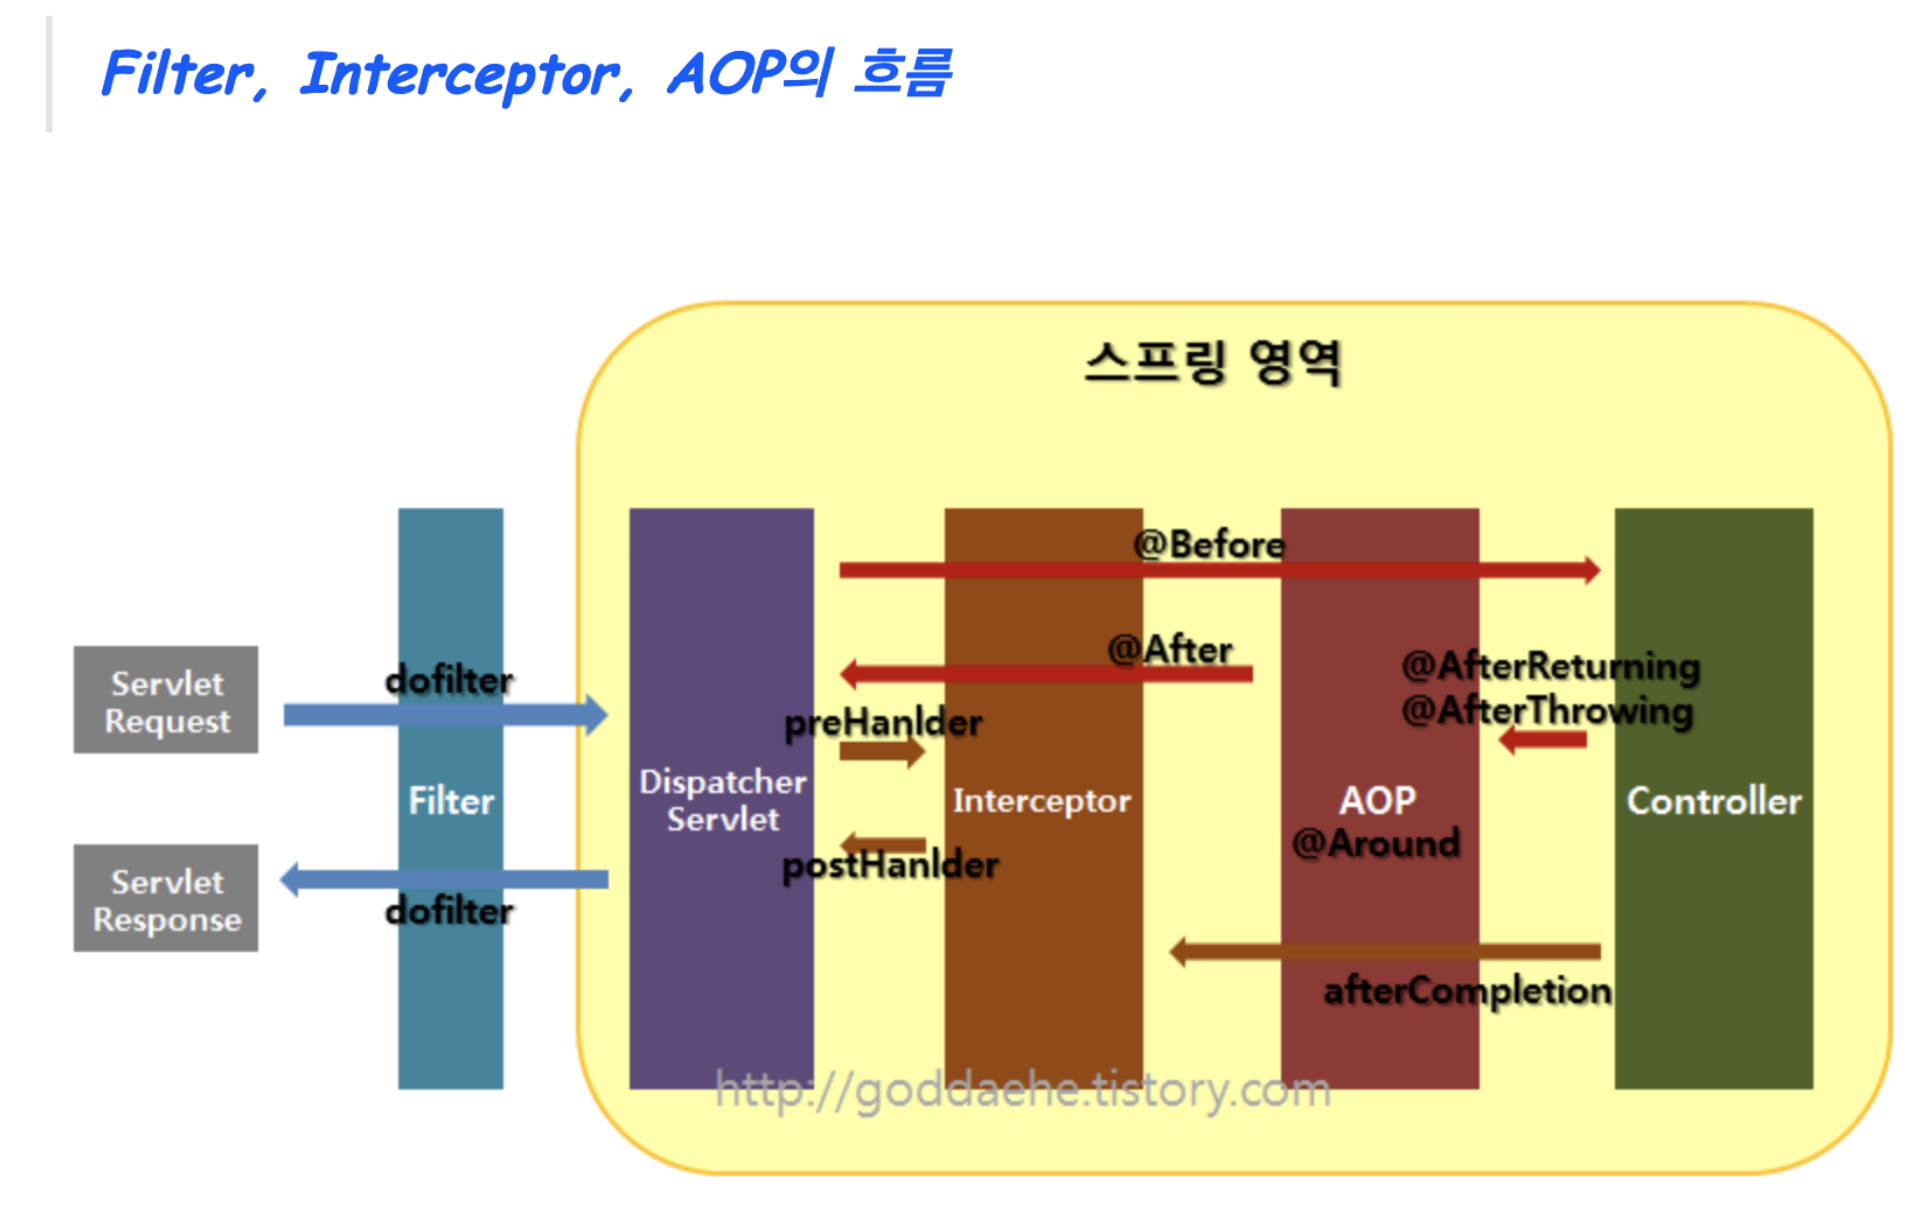 Filter, Interceptor, AOP의 흐름
스프링 영역
@Before
@After
@AfterReturning
@AfterThrowing
dofilter
Servlet
Request
preHanlder
Filter
Dispatcher
Servlet
Interceptor
AOP
@Around
Controller
postHanlder
Servlet
Response
dofilter
afterCompletion
http://goddaehe.tistory.com